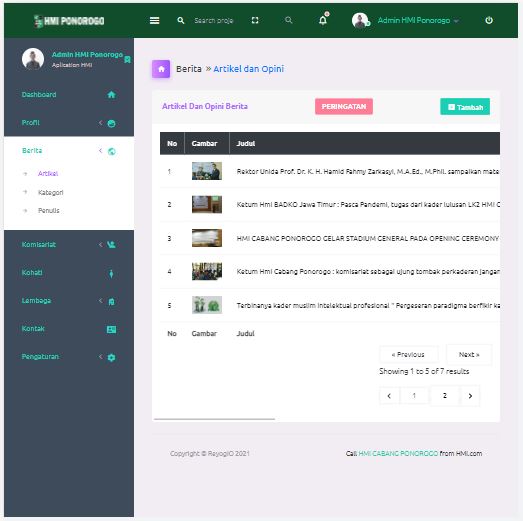 HMI PONOROGO
Search proje
Admin HMI Ponorogo
Admin HMI Ponorogo
Aplication HMI
Dashboard
Profil
Berita
Artikel
Kategori
Penulis
Komisariat
Kohati
Lembaga
Kontak
Pengaturan
Berita » Artikel dan Opini
Artikel Dan Opini Berita
PERINGATAN
Tambah
No Gambar Judul
1 Rektor Unida Prof. Dr. K. H. Hamid Fahmy Zarkasyi, M.A.Ed., M.Phil. sampaikan mate
2 Ketum Hmi BADKO Jawa Timur : Pasca Pandemi, tugas dari kader lulusan LK2 HMI C
3 HMI CABANG PONOROGO GELAR STADIUM GENERAL PADA OPENING CEREMONY
4 Ketum Hmi Cabang Ponorogo : komisariat sebagai ujung tombak perkaderan jangan
5 Terbinanya kader muslim intelektual profesional " Pergeseran paradigma berfikir ka
No Gambar Judul
« Previous Next »
Showing 1 to 5 of 7 results
1 2
Copyright © ReyogIO 2021
Call HMI CABANG PONOROGO from HMI.com